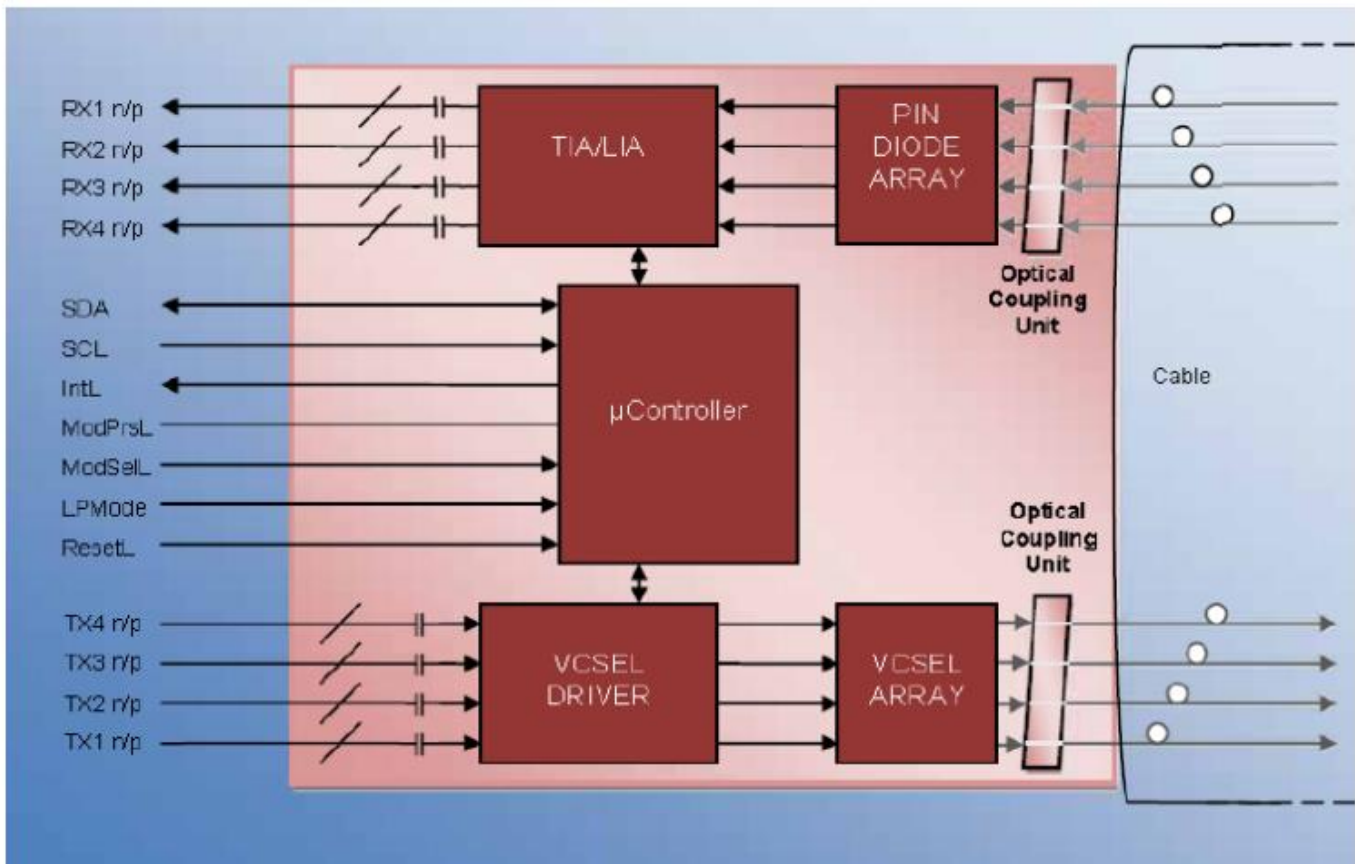 RX1 n/p
RX2 n/p
RX3 n/p
RX4 n/p
TIA/LIA
PIN
DIODE
ARRAY
Optical
Coupling
Unit
SDA
SCL
IntL
ModPrsL
ModSelL
LPMode
ResetL
µController
Cable
Optical
Coupling
Unit
TX4 n/p
TX3 n/p
TX2 n/p
TX1 n/p
VCSEL
DRIVER
VCSEL
ARRAY